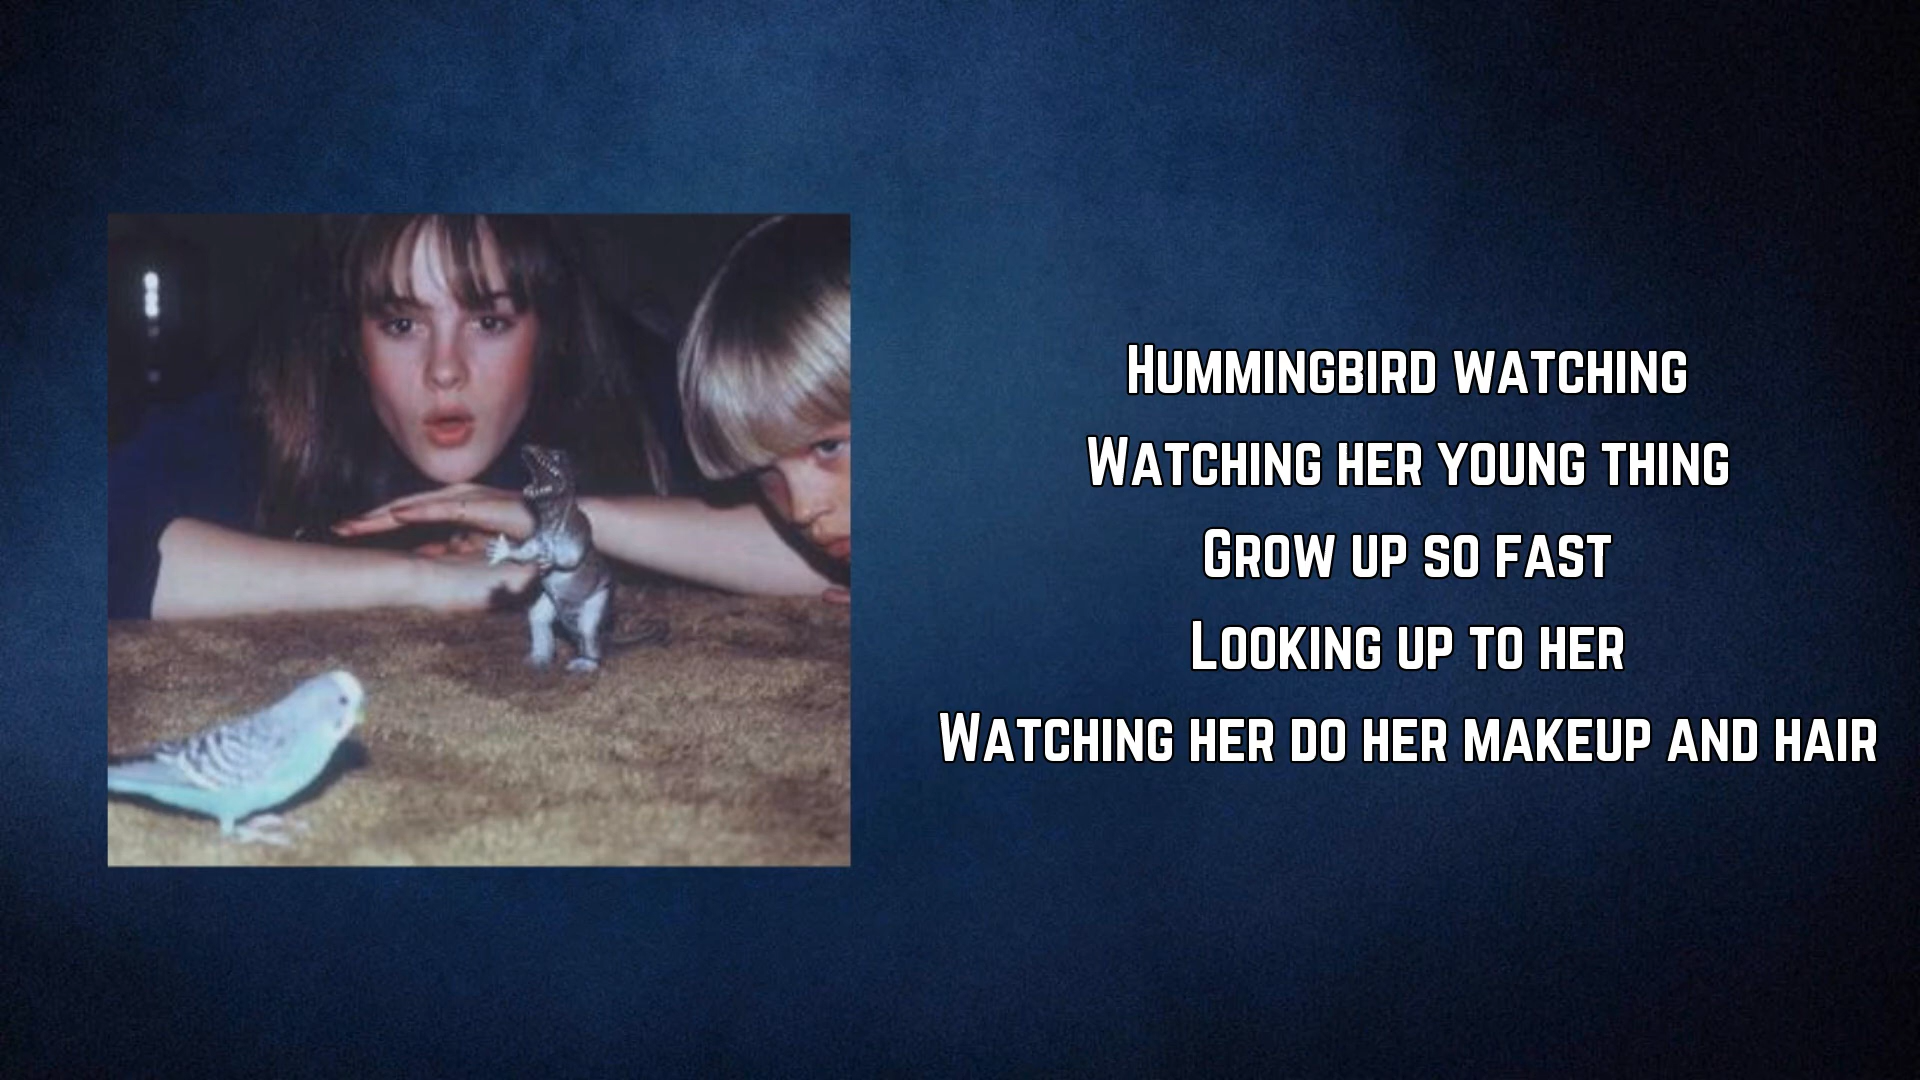 Hummingbird watching
Watching her young thing
Grow up so fast
Looking up to her
Watching her do her makeup and hair